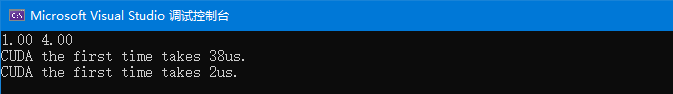 Microsoft Visual Studio 调试控制台
1.00 4.00
CUDA the first time takes 38us.
CUDA the first time takes 2us.